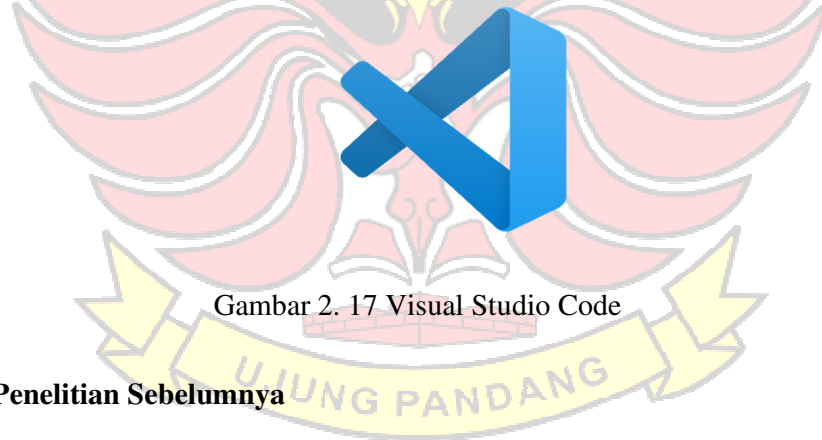 Gambar 2. 17 Visual Studio Code
Penelitian Sebelumnya
UJUNG PANDANG